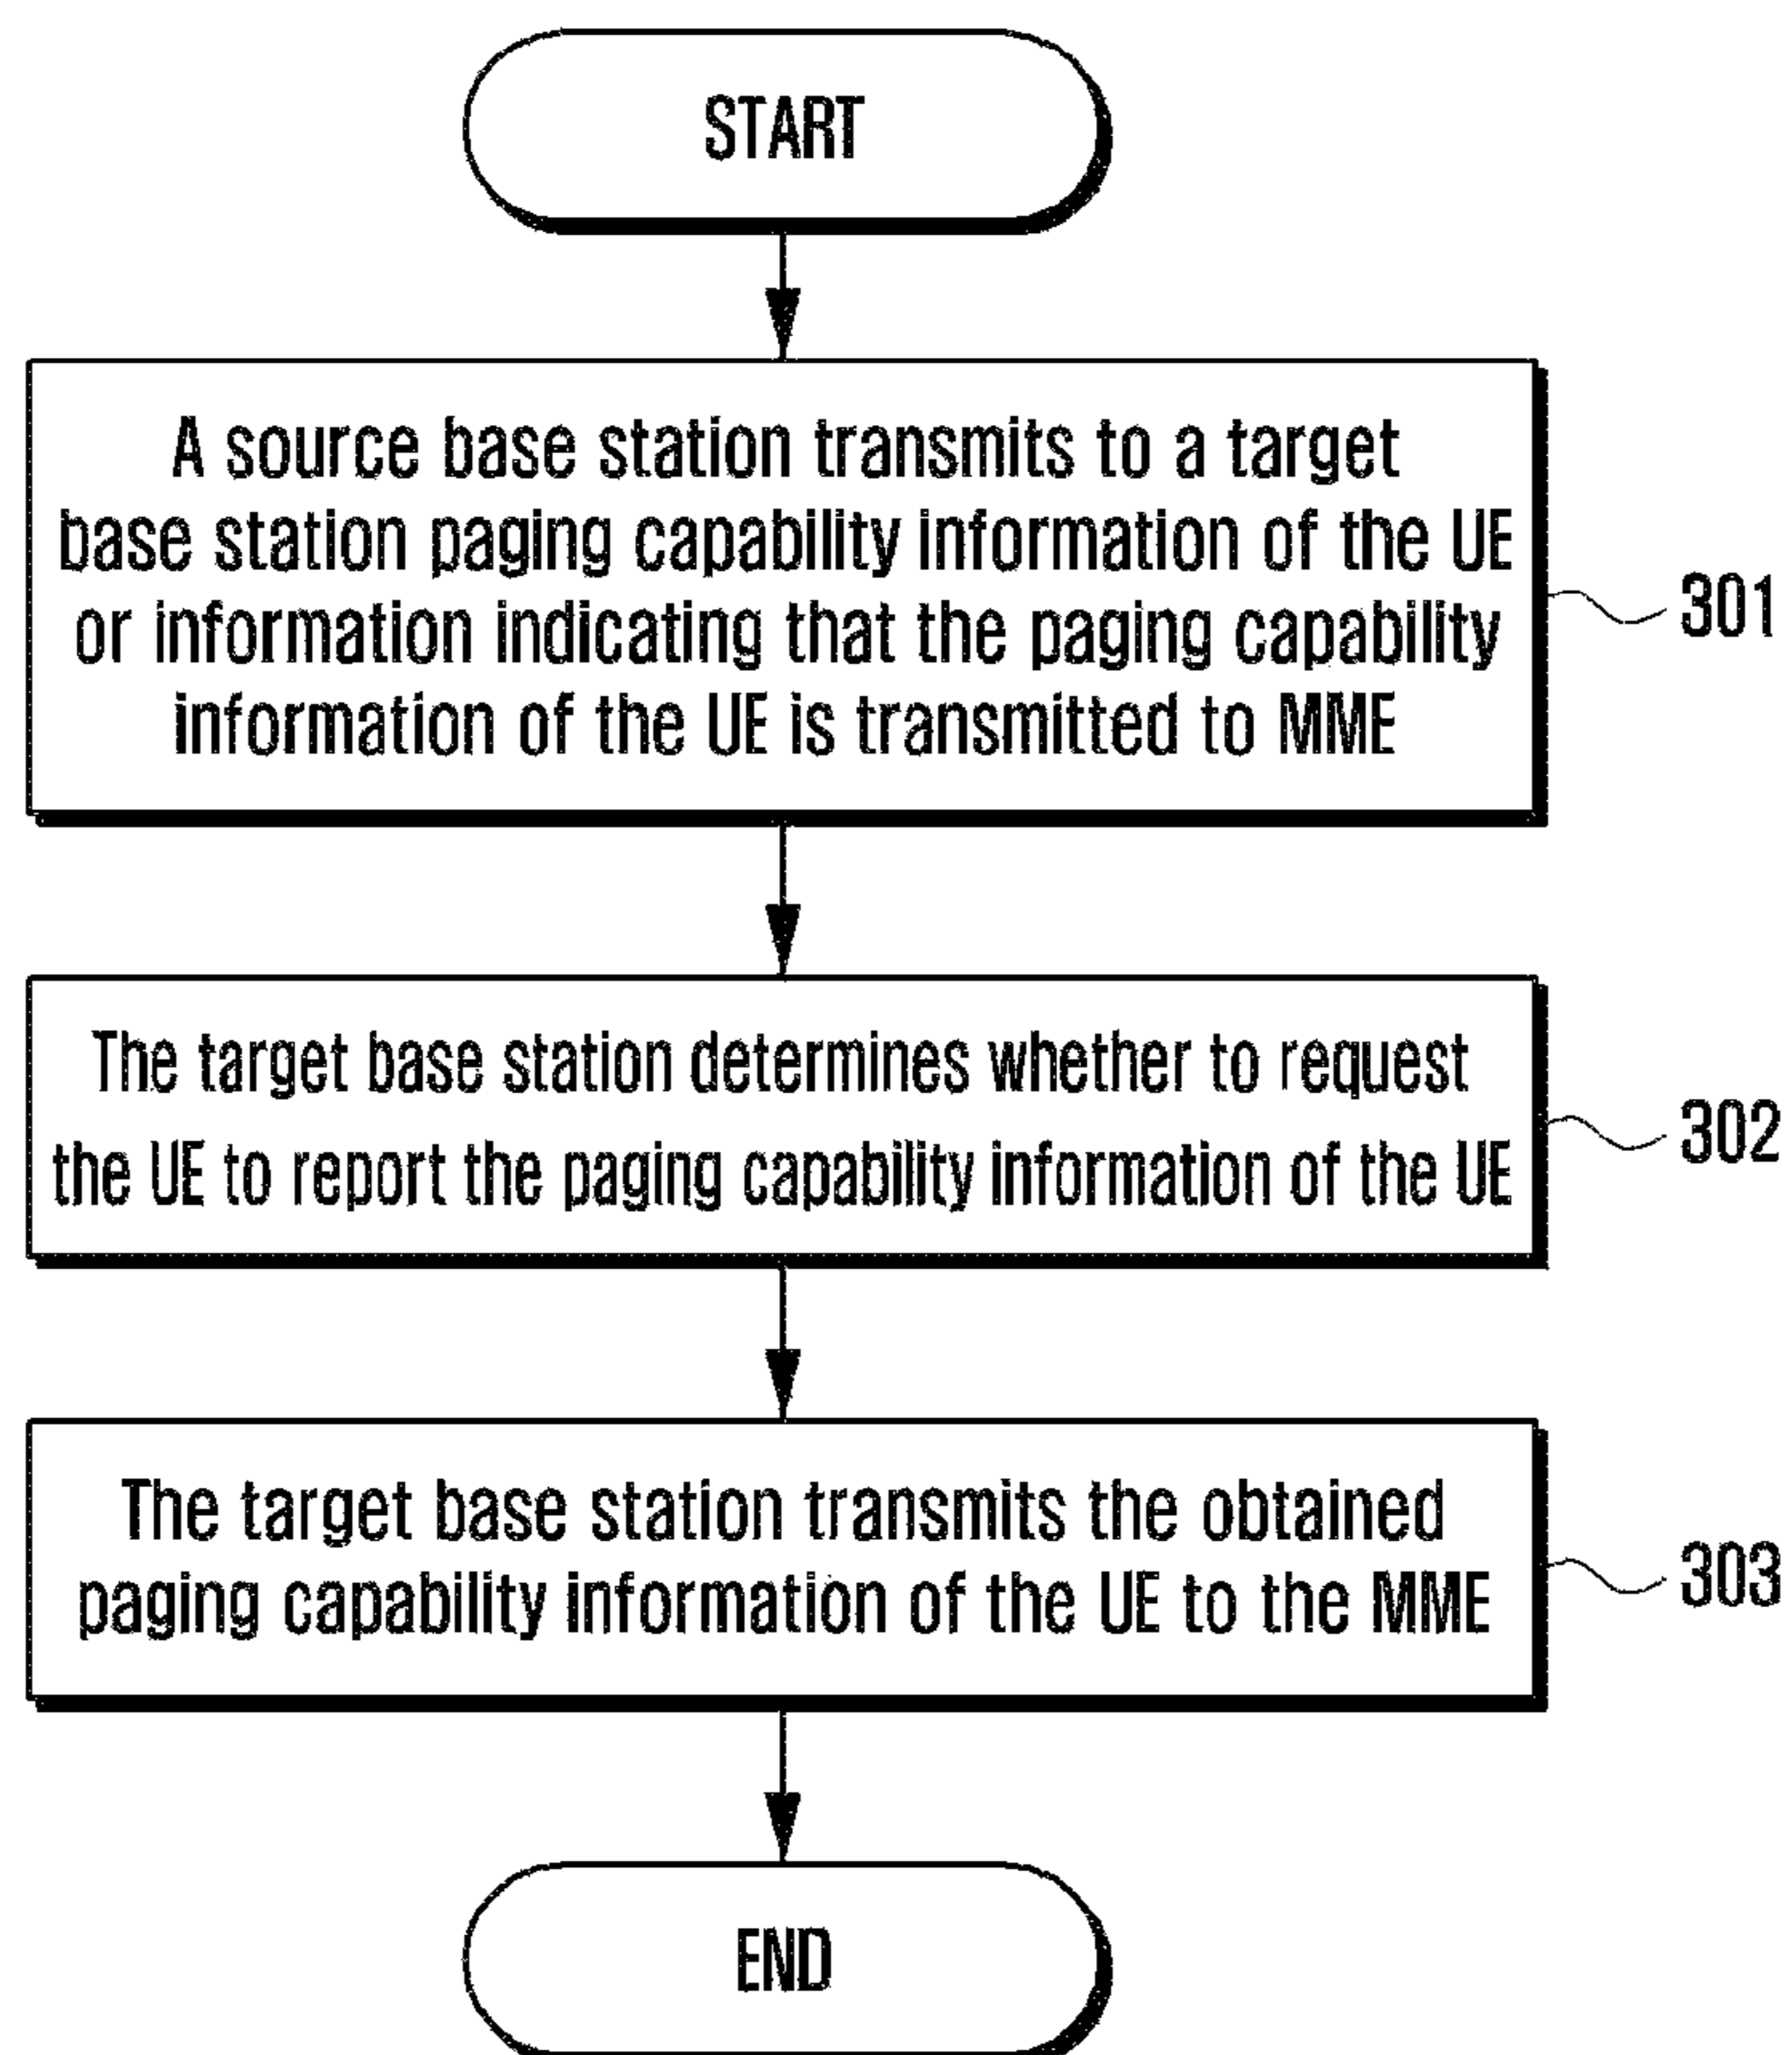 START
A source base station transmits to a target
base station paging capability information of the UE
or information indicating that the paging capability
information of the UE is transmitted to MME
301
The target base station determines whether to request
the UE to report the paging capability information of the UE
302
The target base station transmits the obtained
paging capability information of the UE to the MME
303
END